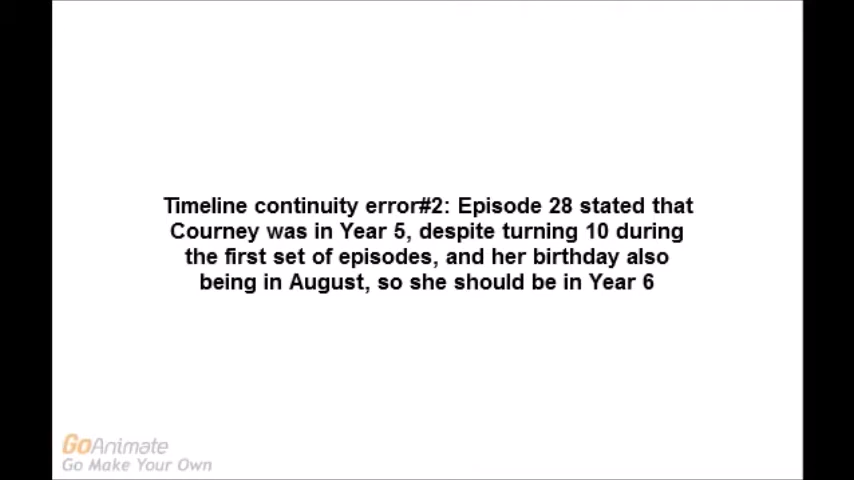 Timeline continuity error#2: Episode 28 stated that
Courney was in Year 5, despite turning 10 during
the first set of episodes, and her birthday also
being in August, so she should be in Year 6
GoAnimate
Go Make Your Own